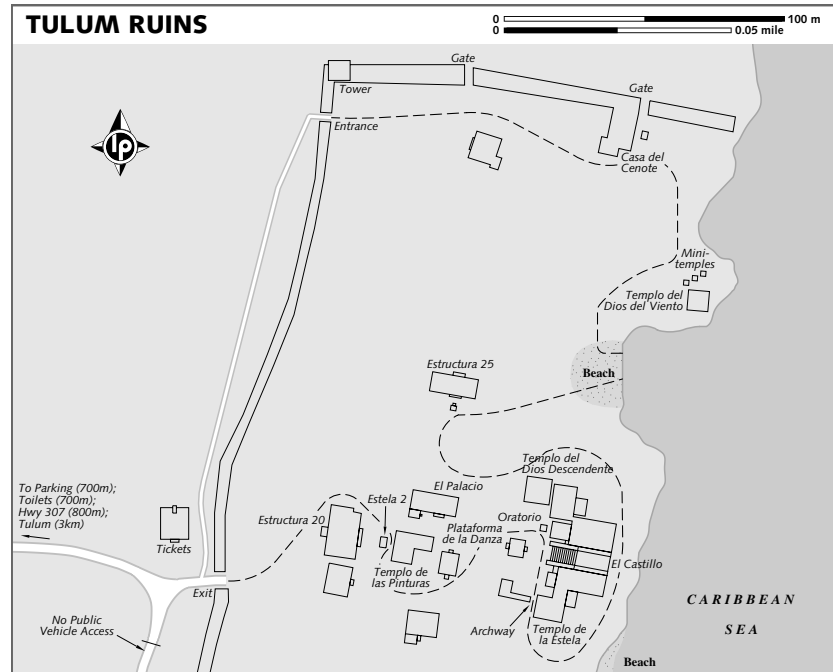 TULUM RUINS
0 100 m
0 0.05 mile
Gate
Tower
Gate
Entrance
lp
Casa del
Cenote
Mini-
temples
Templo del
Dios del Viento
Estructura 25
Beach
Templo del
Dios Descendente
To Parking (700m);
Toilets (700m);
Hwy 307 (800m);
Tulum (3km)
El Palacio
Estela 2
Estructura 20
Oratorio
Plataforma
de la Danza
Tickets
El Castillo
Templo de
las Pinturas
Exit
CARIBBEAN
SEA
No Public
Vehicle Access
Archway
Templo de
la Estela
Beach